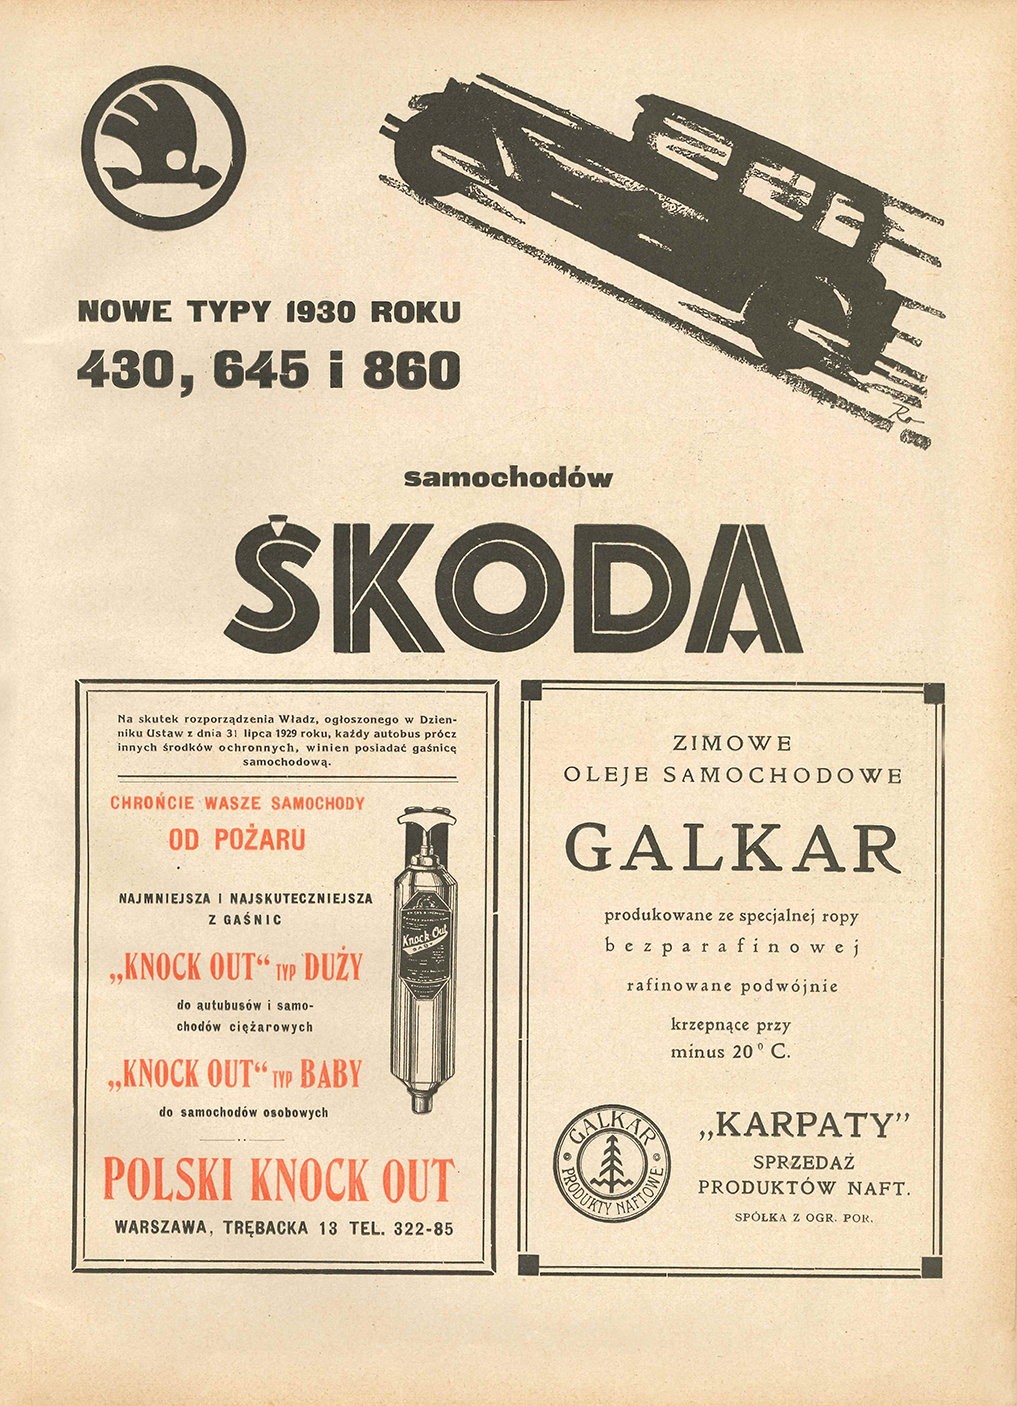 NOWE TYPY 1930 ROKU
430, 645 i 860
Ro
samochodów
ŠKODA
Na skutek rozporządzenia Władz, ogłoszonego w Dzien-
niku Ustaw z dnia 31 lipca 1929 roku, każdy autobus prócz
innych środków ochronnych, winien posiadać gaśnicę
samochodową.
CHROŃCIE WASZE SAMOCHODY
OD POŻARU
NAJMNIEJSZA I NAJSKUTECZNIEJSZA
Z GAŚNIC
„KNOCK OUT“ TYP DUŻY
do autubusów i samo-
chodów ciężarowych
„KNOCK OUT“ TYP BABY
do samochodów osobowych
Knock Out
POLSKI KNOCK OUT
WARSZAWA, TRĘBACKA 13 TEL. 322-85
ZIMOWE
OLEJE SAMOCHODOWE
GALKAR
produkowane ze specjalnej ropy
bezparafinowej
rafinowane podwójnie
krzepnące przy
minus 20° C.
GALKAR
PRODUKTY NAFTOWE
„KARPATY”
SPRZEDAŻ
PRODUKTÓW NAFT.
SPÓŁKA Z OGR. POR.